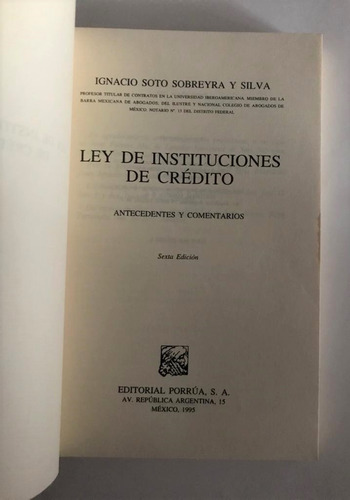 IGNACIO SOTO SOBREYRA Y SILVA
PROFESOR TITULAR DE CONTRATOS EN LA UNIVERSIDAD IBEROAMERICANA, MIEMBRO DE LA
BARRA MEXICANA DE ABOGADOS, DEL ILUSTRE Y NACIONAL COLEGIO DE ABOGADOS DE
MÉXICO. NOTARIO Nº. 13 DEL DISTRITO FEDERAL
LEY DE INSTITUCIONES
DE CRÉDITO
ANTECEDENTES Y COMENTARIOS
Sexta Edición
EDITORIAL PORRÚA, S. A.
AV. REPÚBLICA ARGENTINA, 15
MÉXICO, 1995